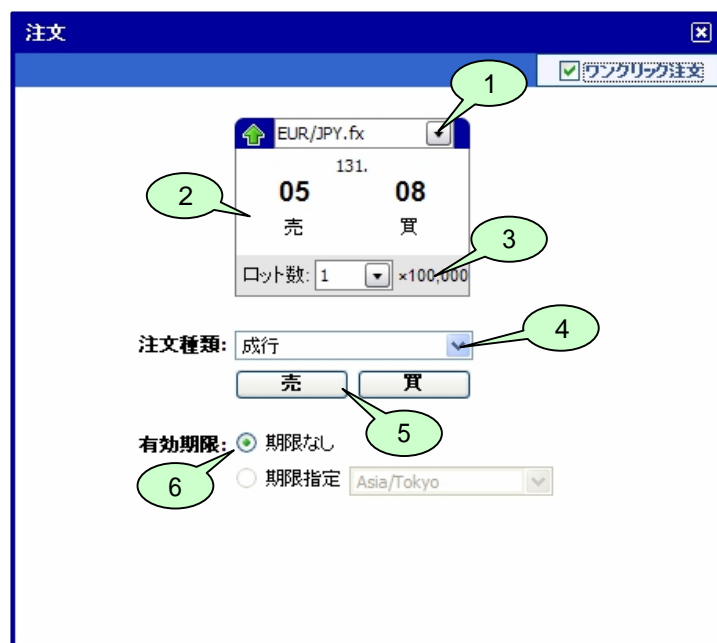 注文
ワンクリック注文
1
EUR/JPY.fx
131.
2
05 08
売 買
3
ロット数: 1 ×100,000
4
注文種類: 成行
売 買
5
有効期限: 期限なし
6
期限指定 Asia/Tokyo